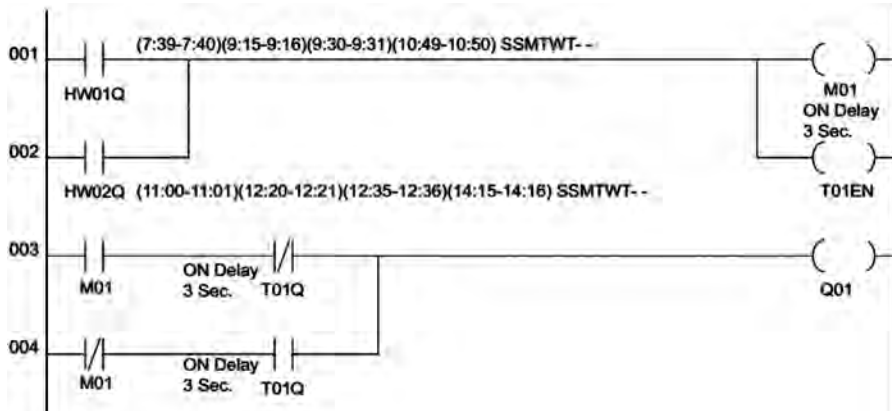 (7:39-7:40)(9:15-9:16)(9:30-9:31)(10:49-10:50) SSMTWT- -
001
HW01Q
M01
ON Delay
3 Sec.
002
HW02Q (11:00-11:01)(12:20-12:21)(12:35-12:36)(14:15-14:16) SSMTWT- -
T01EN
003
M01
ON Delay
3 Sec.
T01Q
Q01
004
M01
ON Delay
3 Sec.
T01Q